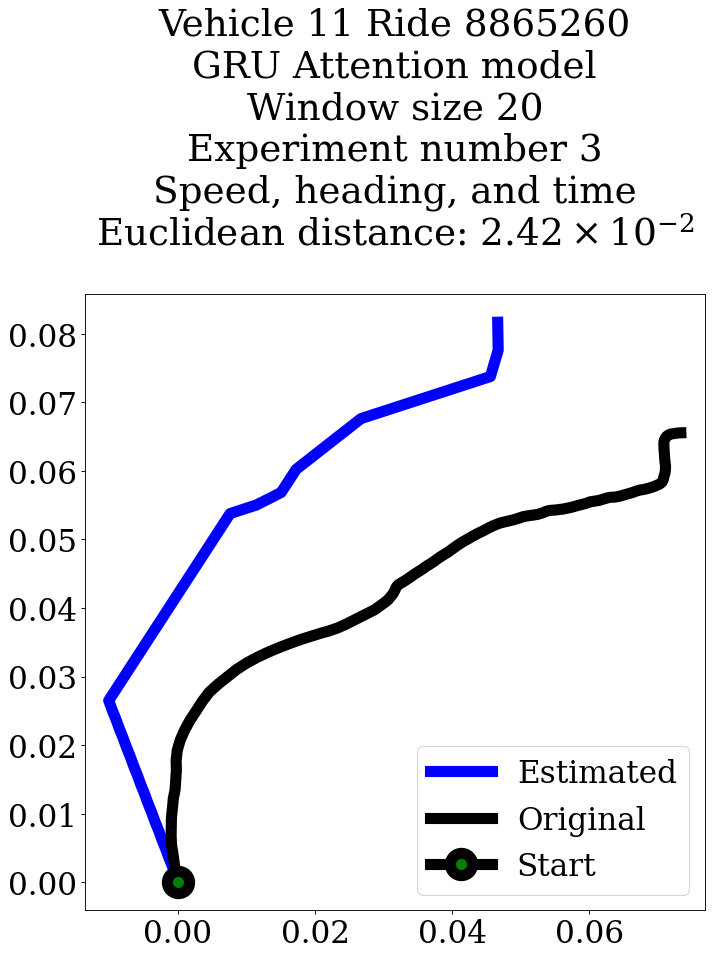 Vehicle 11 Ride 8865260
GRU Attention model
Window size 20
Experiment number 3
Speed, heading, and time
Euclidean distance: 2.42 × 10⁻²
0.08
0.07
0.06
0.05
0.04
0.03
0.02
0.01
0.00
Estimated
Original
Start
0.00 0.02 0.04 0.06